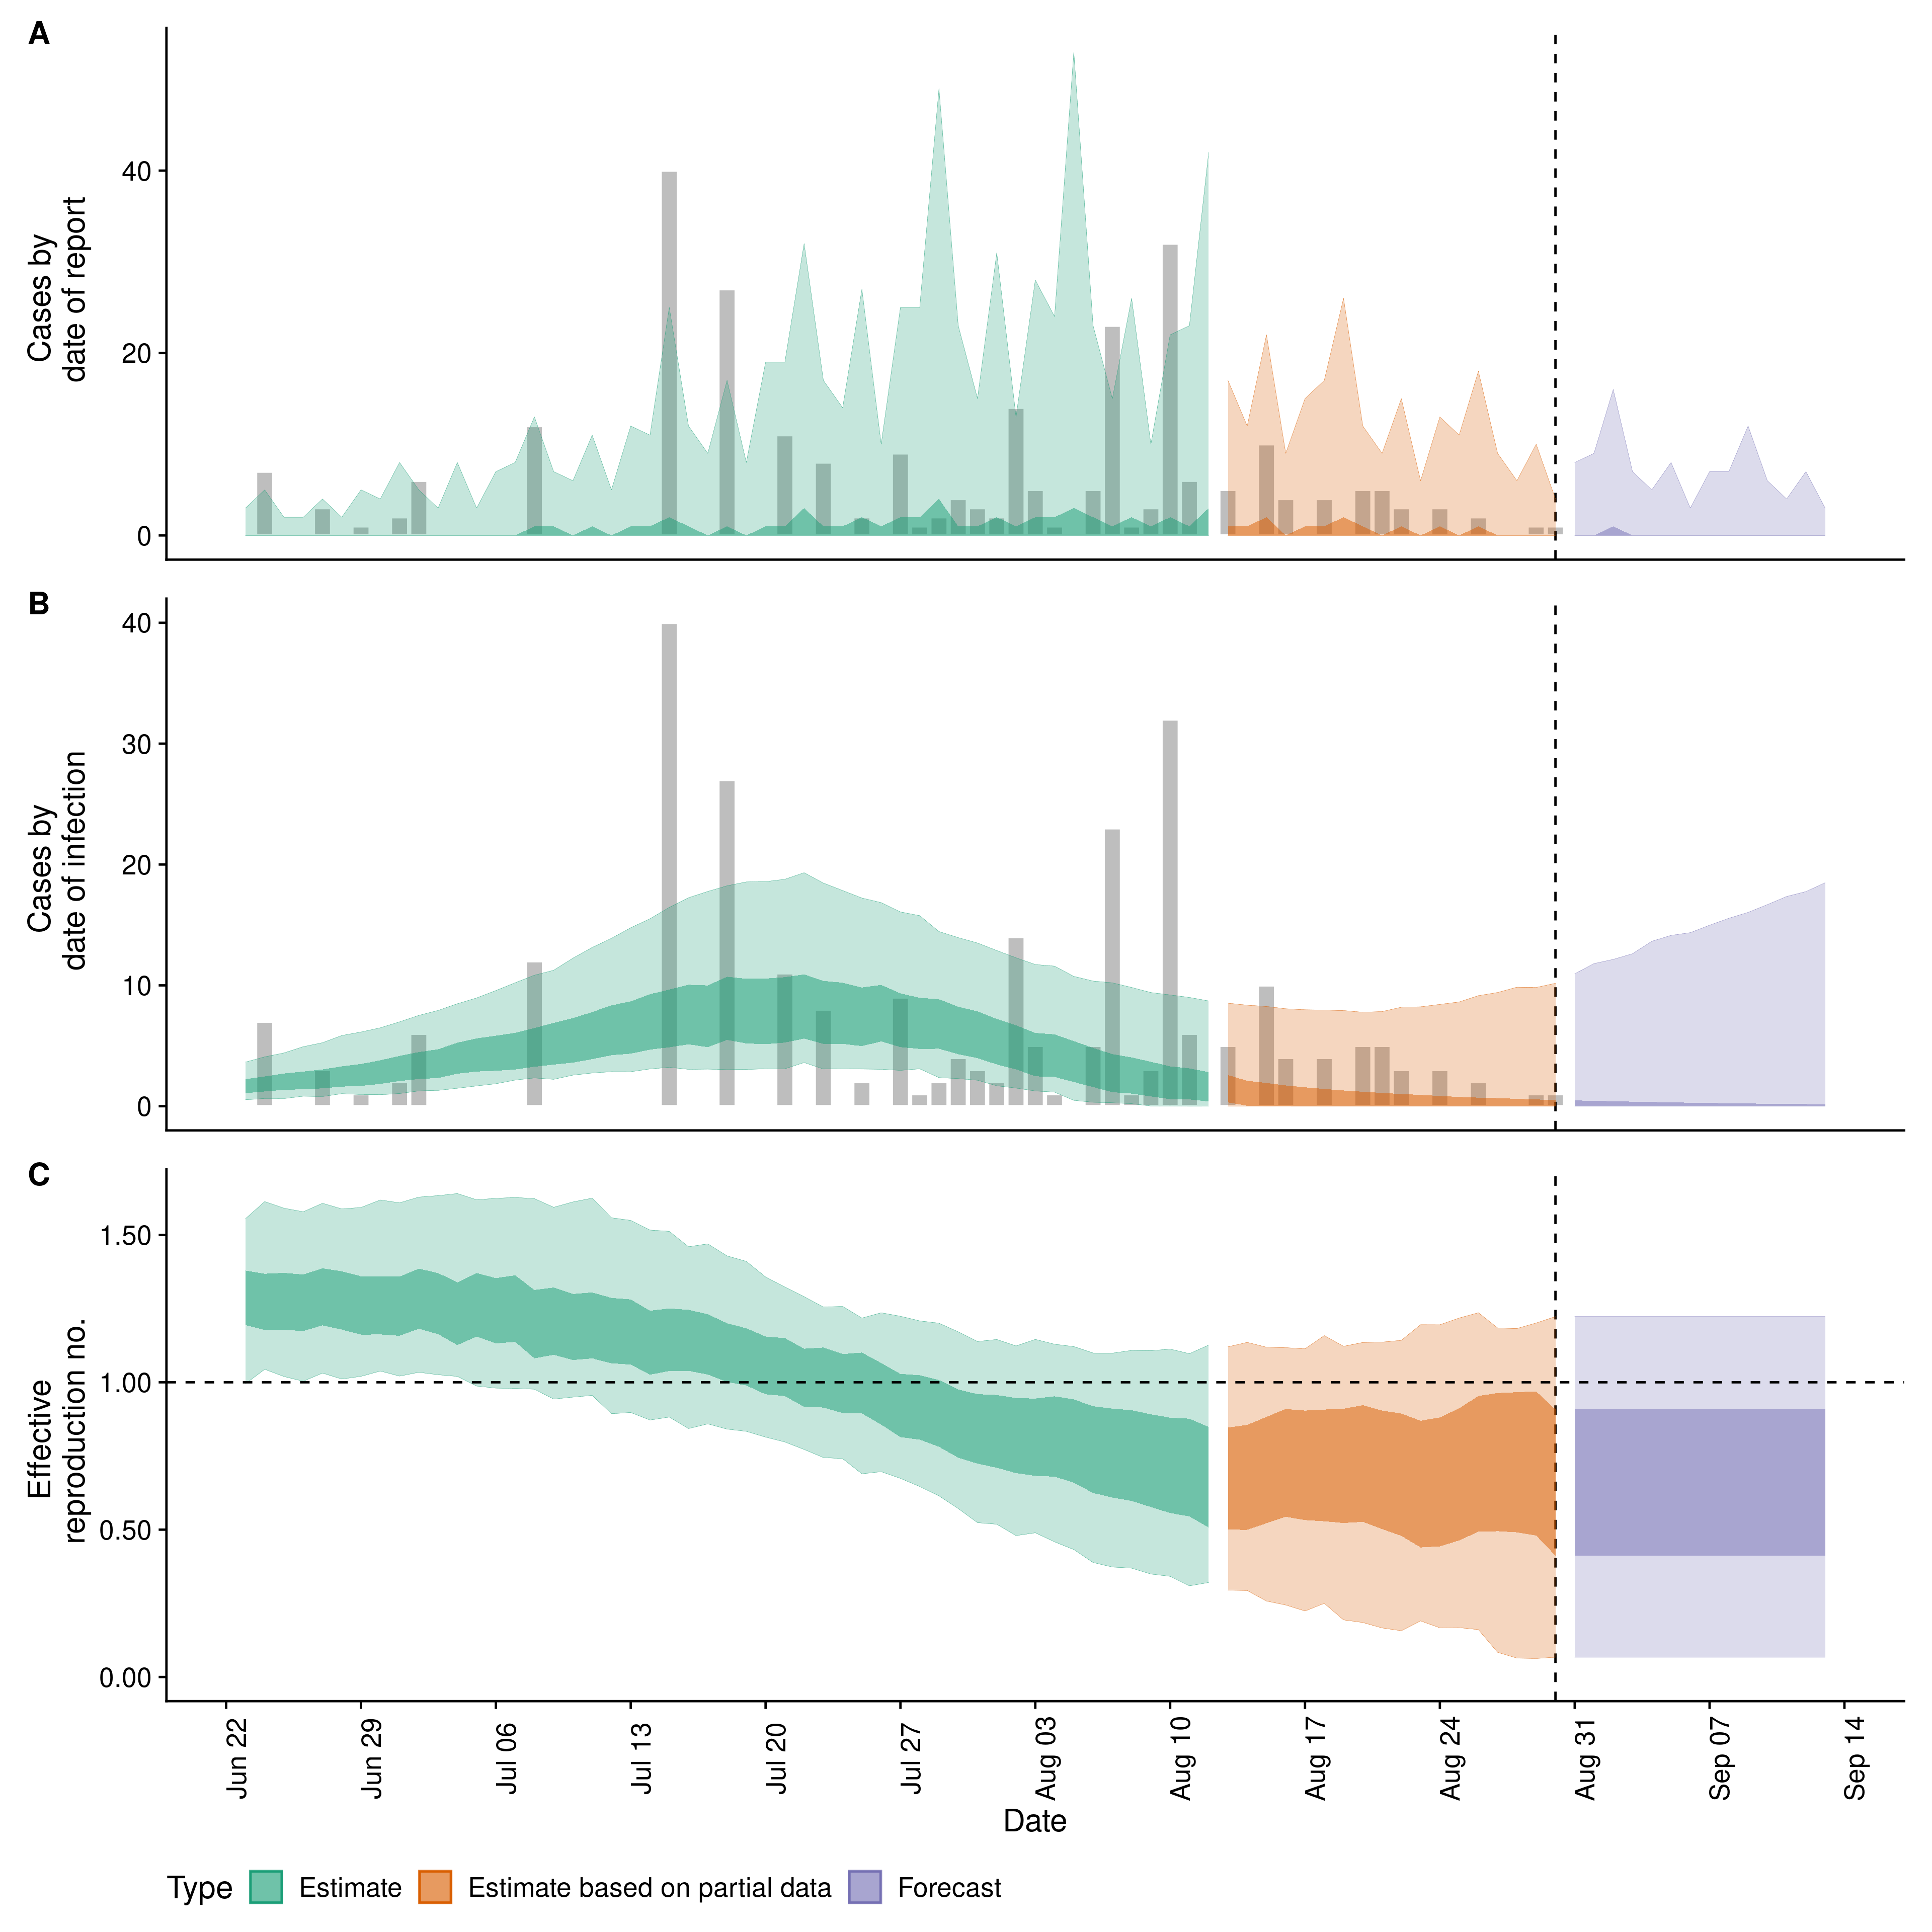 A
Cases by
date of report
40
20
0
B
Cases by
date of infection
40
30
20
10
0
C
Effective
reproduction no.
1.50
1.00
0.50
0.00
Jun 22
Jun 29
Jul 06
Jul 13
Jul 20
Jul 27
Aug 03
Aug 10
Aug 17
Aug 24
Aug 31
Sep 07
Sep 14
Date
Type Estimate Estimate based on partial data Forecast